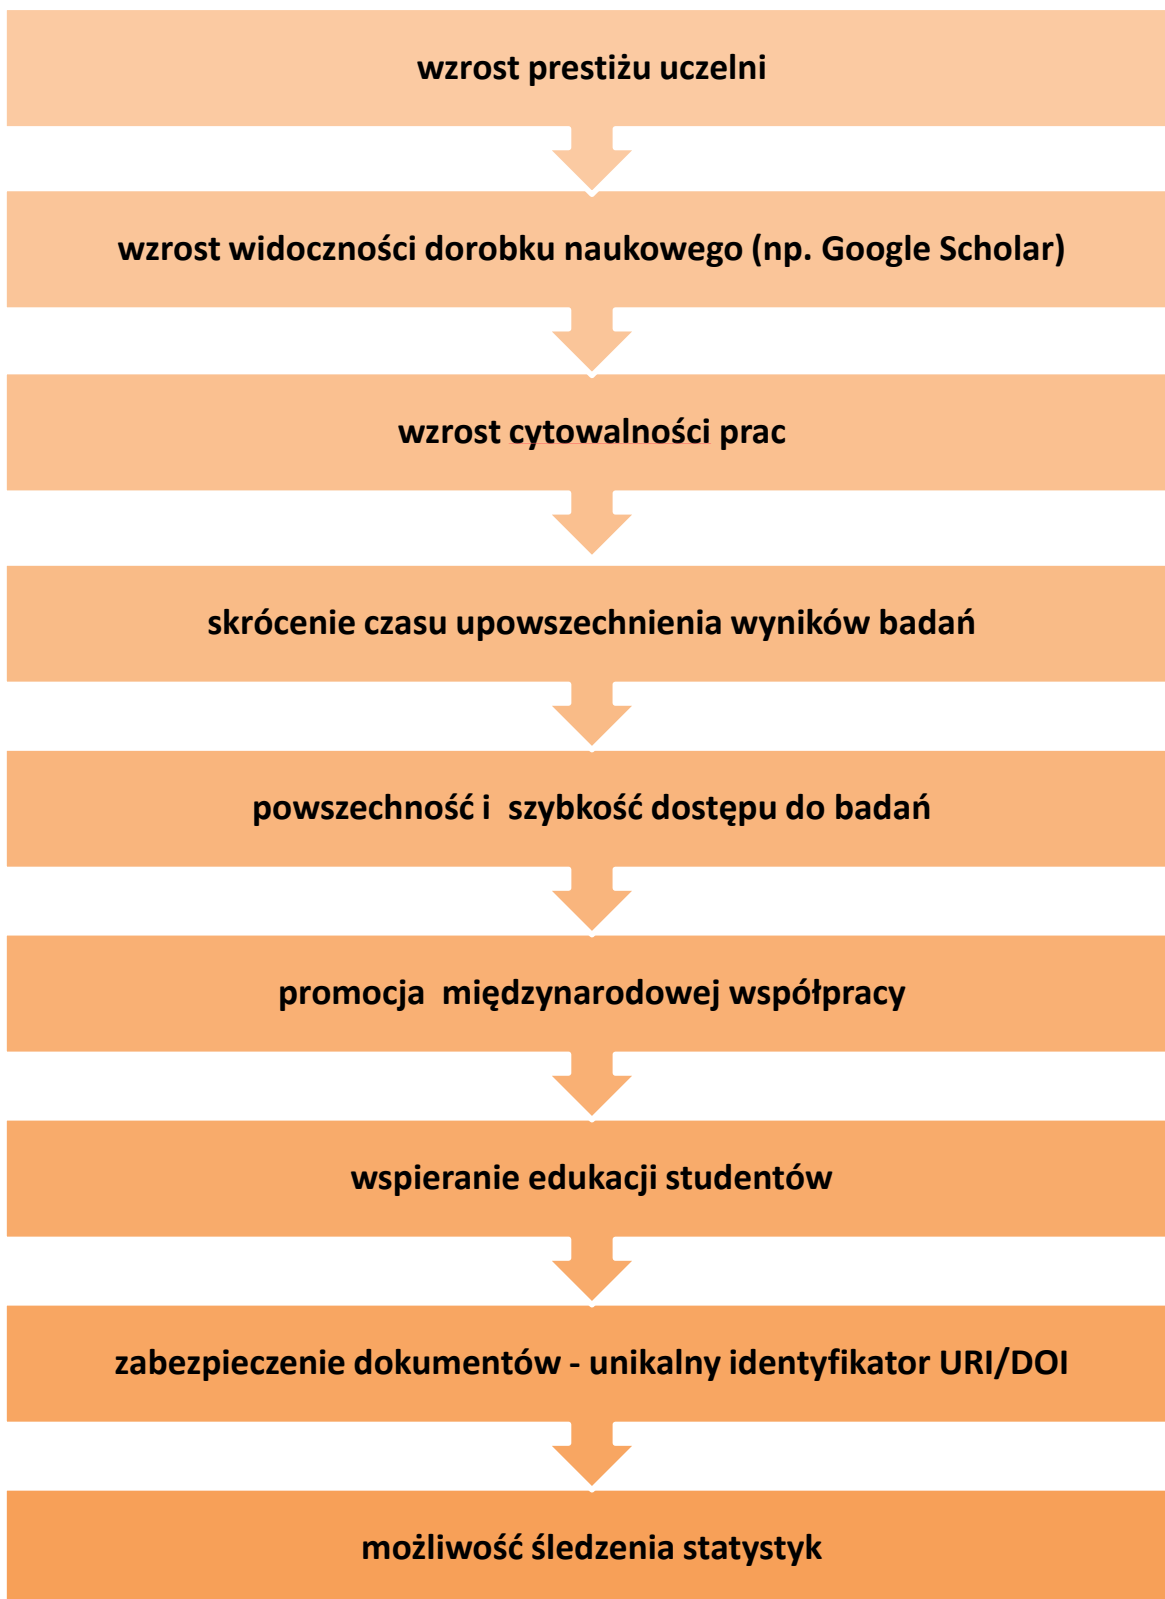 wzrost prestiżu uczelni
wzrost widoczności dorobku naukowego (np. Google Scholar)
wzrost cytowalności prac
skrócenie czasu upowszechnienia wyników badań
powszechność i  szybkość dostępu do badań
promocja  międzynarodowej współpracy
wspieranie edukacji studentów
zabezpieczenie dokumentów - unikalny identyfikator URI/DOI
możliwość śledzenia statystyk